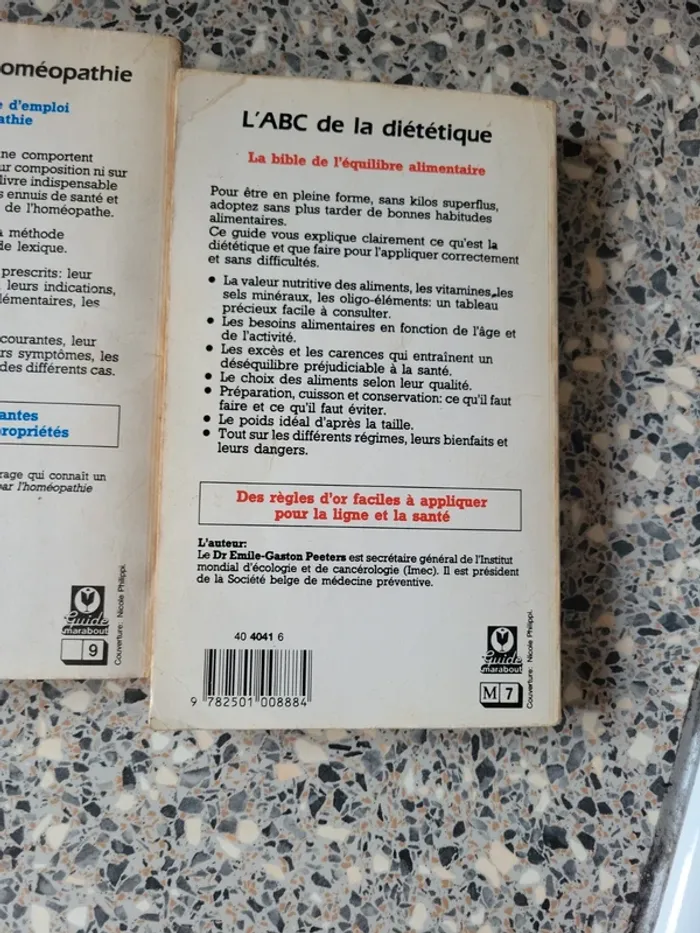 oméopathie
e d'emploi
athie
ne comportent
ur composition ni sur
livre indispensable
s ennuis de santé et
de l'homéopathe.
a méthode
de lexique.
prescrits: leur
leurs indications,
lémentaires, les
courantes, leur
rs symptômes, les
des différents cas.
antes
propriétés
rage qui connaît un
par l'homéopathie
Guide
marabout
9
Couverture: Nicole Philippi.
L'ABC de la diététique
La bible de l'équilibre alimentaire
Pour être en pleine forme, sans kilos superflus,
adoptez sans plus tarder de bonnes habitudes
alimentaires.
Ce guide vous explique clairement ce qu'est la
diététique et que faire pour l'appliquer correctement
et sans difficultés.
• La valeur nutritive des aliments, les vitamines, les
sels minéraux, les oligo-éléments: un tableau
précieux facile à consulter.
• Les besoins alimentaires en fonction de l'âge et
de l'activité.
• Les excès et les carences qui entraînent un
déséquilibre préjudiciable à la santé.
• Le choix des aliments selon leur qualité.
• Préparation, cuisson et conservation: ce qu'il faut
faire et ce qu'il faut éviter.
• Le poids idéal d'après la taille.
• Tout sur les différents régimes, leurs bienfaits et
leurs dangers.
Des règles d'or faciles à appliquer
pour la ligne et la santé
L'auteur:
Le Dr Emile-Gaston Peeters est secrétaire général de l'Institut
mondial d'écologie et de cancérologie (Imec). Il est président
de la Société belge de médecine préventive.
40 4041 6
9 782501 008884
Guide
marabout
M 7
Couverture: Nicole Philippi.